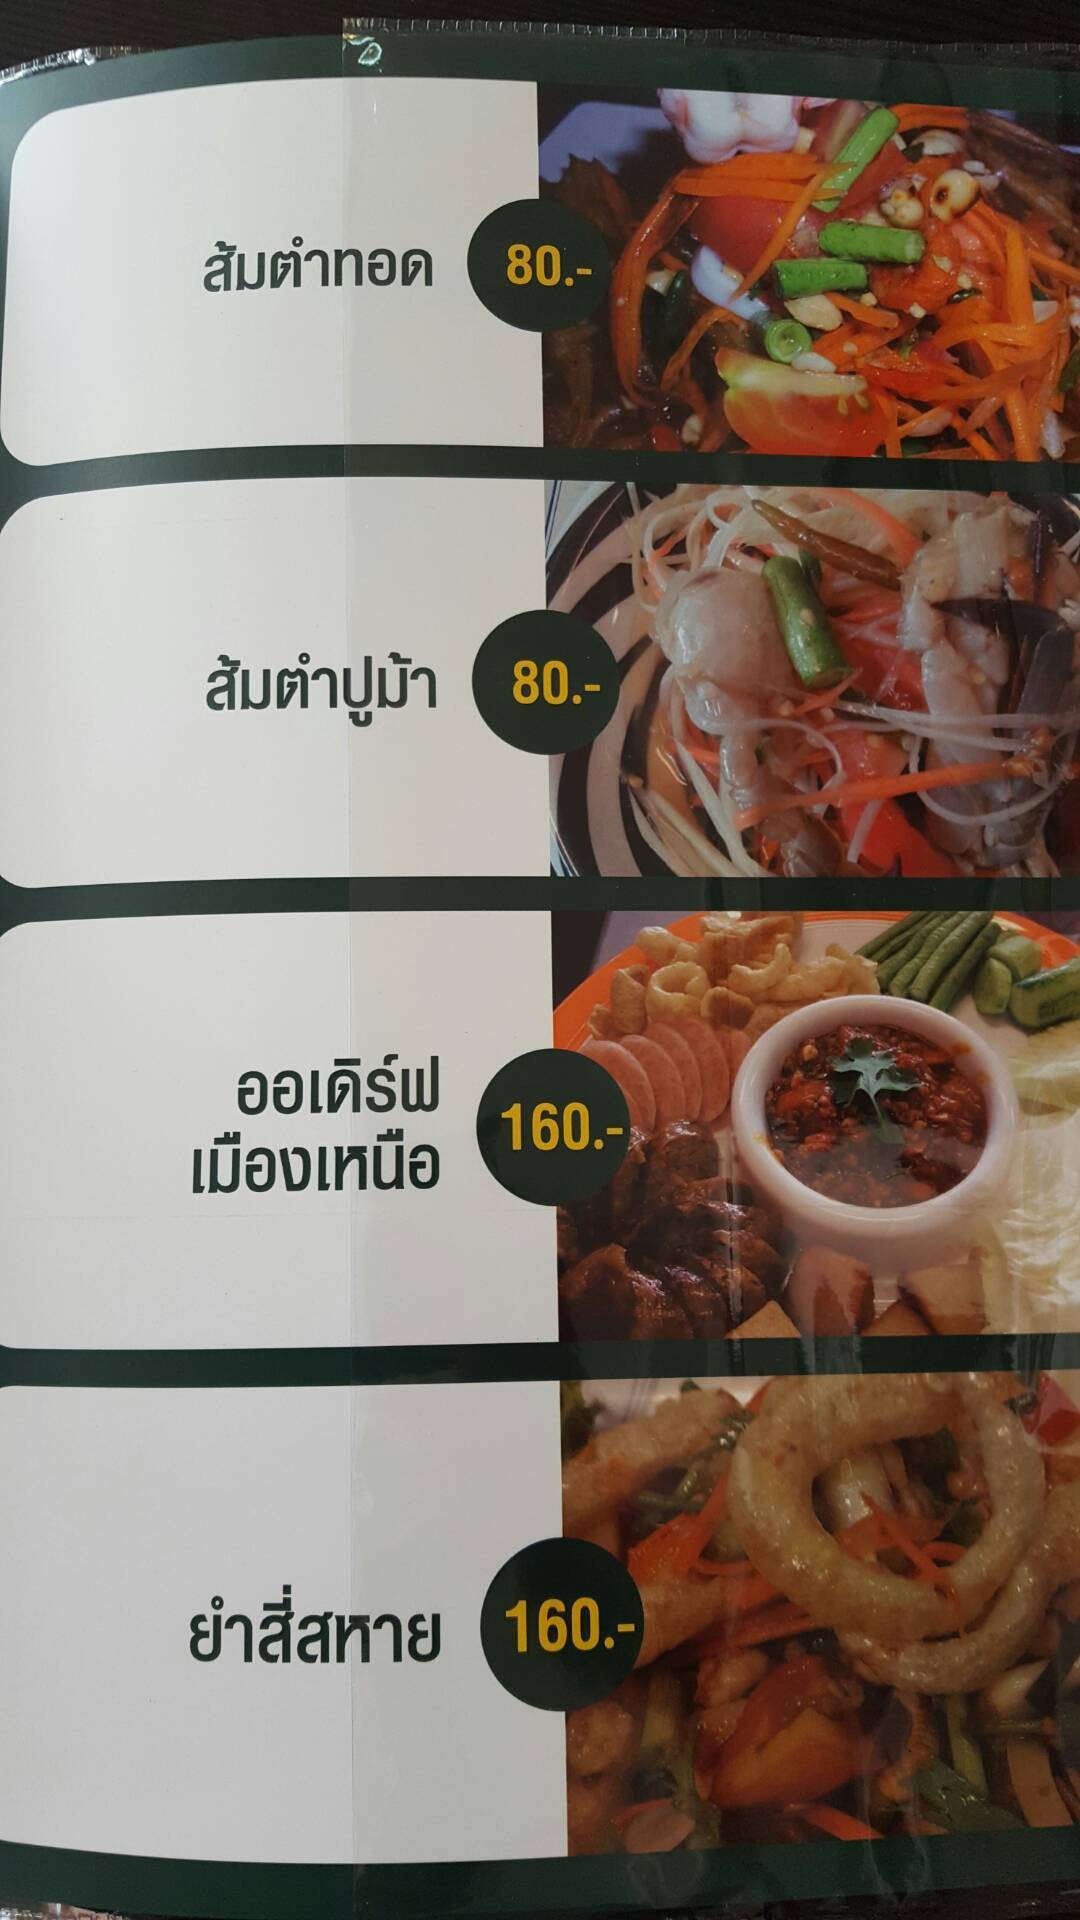 ส้มตำทอด
80.-
ส้มตำปูม้า
80.-
ออเดิร์ฟ
เมืองเหนือ
160.-
ยำสี่สหาย
160.-